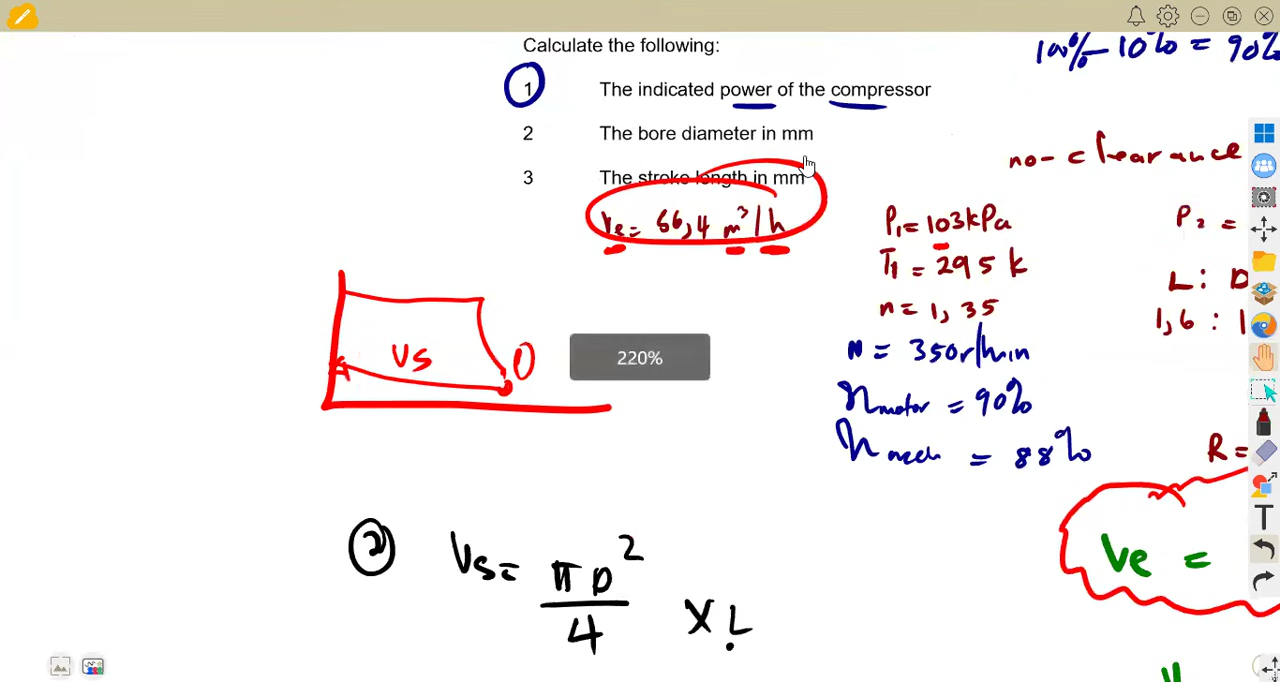 Calculate the following:
100%-10% = 90%
1 The indicated power of the compressor
2 The bore diameter in mm
no-clearance
3 The stroke length in mm
Ve= 66,4 m³/h
P₁= 103kPa
P₂ =
T₁ = 295 k
L: D
n= 1, 35
1,6 : 1
N = 350r/min
VS
220%
ηmotor = 90%
ηmech = 88%
R=
② Vs= πD²/4 × L
Ve =
T